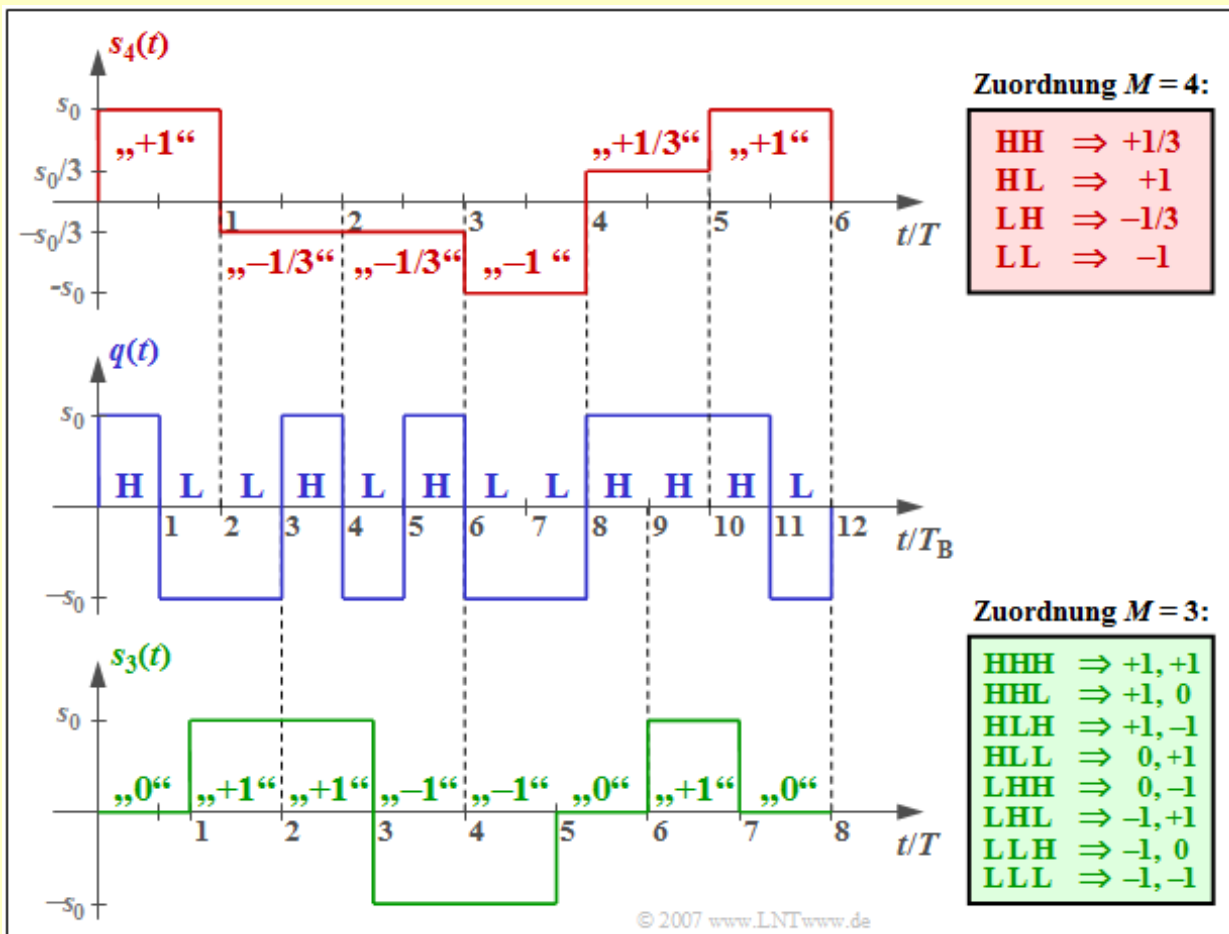 s₄(t)
s₀
s₀/3
–s₀/3
-s₀
„+1“
„–1/3“
„–1/3“
„–1 “
„+1/3“
„+1“
1 2 3 4 5 6
t/T
Zuordnung M = 4:
HH ⇒ +1/3
HL ⇒ +1
LH ⇒ –1/3
LL ⇒ –1
q(t)
s₀
–s₀
H L L H L H L L H H H L
1 2 3 4 5 6 7 8 9 10 11 12
t/T_B
s₃(t)
s₀
–s₀
„0“ „+1“ „+1“ „–1“ „–1“ „0“ „+1“ „0“
1 2 3 4 5 6 7 8
t/T
Zuordnung M = 3:
HHH ⇒ +1, +1
HHL ⇒ +1, 0
HLH ⇒ +1, –1
HLL ⇒ 0, +1
LHH ⇒ 0, –1
LHL ⇒ –1, +1
LLH ⇒ –1, 0
LLL ⇒ –1, –1
© 2007 www.LNTwww.de